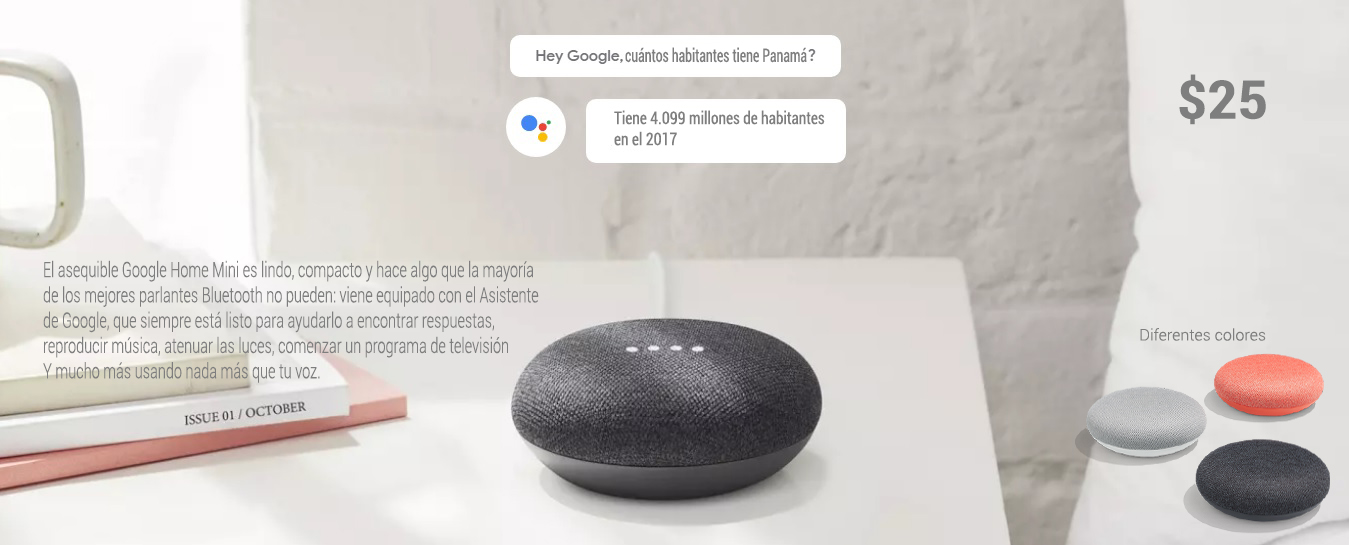 Hey Google, cuántos habitantes tiene Panamá?
Tiene 4.099 millones de habitantes
en el 2017
$25
El asequible Google Home Mini es lindo, compacto y hace algo que la mayoría
de los mejores parlantes Bluetooth no pueden: viene equipado con el Asistente
de Google, que siempre está listo para ayudarlo a encontrar respuestas,
reproducir música, atenuar las luces, comenzar un programa de televisión
Y mucho más usando nada más que tu voz.
ISSUE 01 / OCTOBER
Diferentes colores